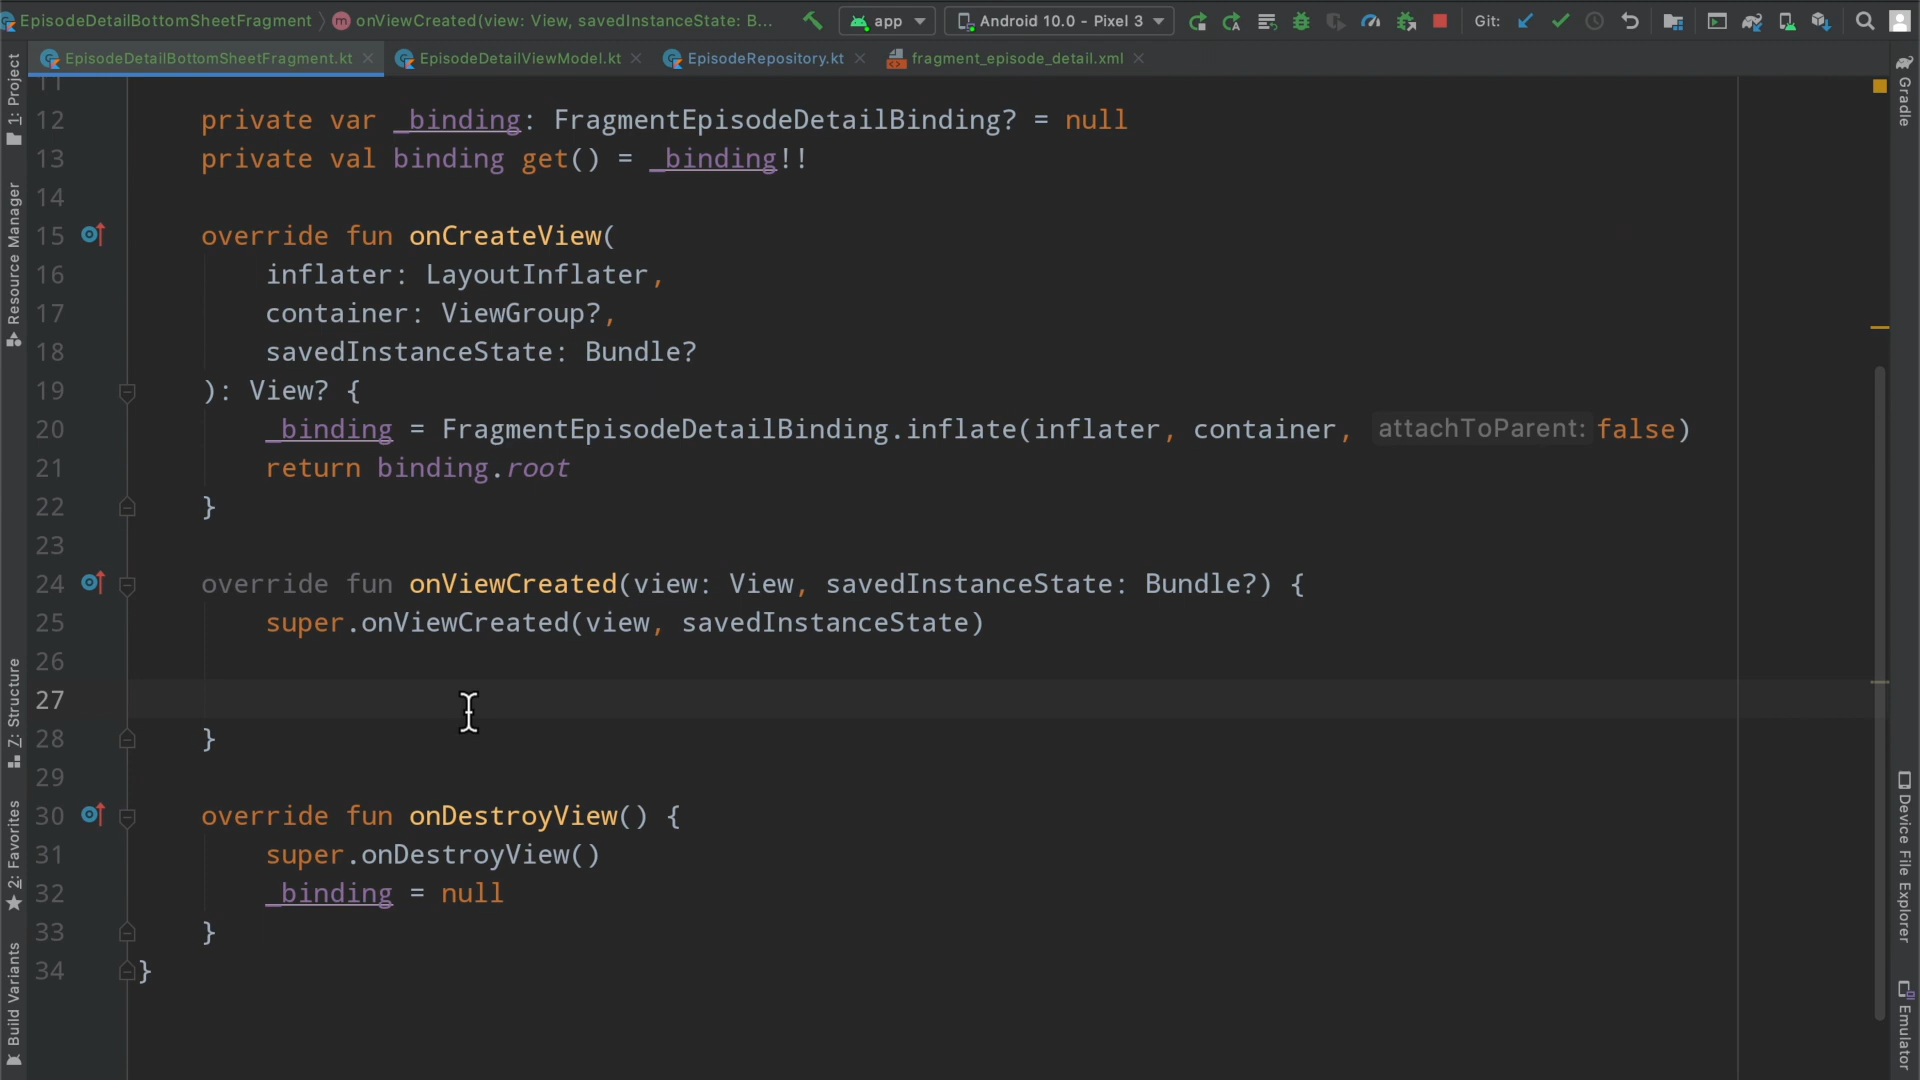 EpisodeDetailBottomSheetFragment
onViewCreated(view: View, savedInstanceState: B...
app
Android 10.0 - Pixel 3
Git:
EpisodeDetailBottomSheetFragment.kt
EpisodeDetailViewModel.kt
EpisodeRepository.kt
fragment_episode_detail.xml
1: Project
Resource Manager
Z: Structure
2: Favorites
Build Variants
Gradle
Device File Explorer
Emulator
11
12 private var _binding: FragmentEpisodeDetailBinding? = null
13 private val binding get() = _binding!!
14
15 override fun onCreateView(
16 inflater: LayoutInflater,
17 container: ViewGroup?,
18 savedInstanceState: Bundle?
19 ): View? {
20 _binding = FragmentEpisodeDetailBinding.inflate(inflater, container, attachToParent: false)
21 return binding.root
22 }
23
24 override fun onViewCreated(view: View, savedInstanceState: Bundle?) {
25 super.onViewCreated(view, savedInstanceState)
26
27
28 }
29
30 override fun onDestroyView() {
31 super.onDestroyView()
32 _binding = null
33 }
34 }